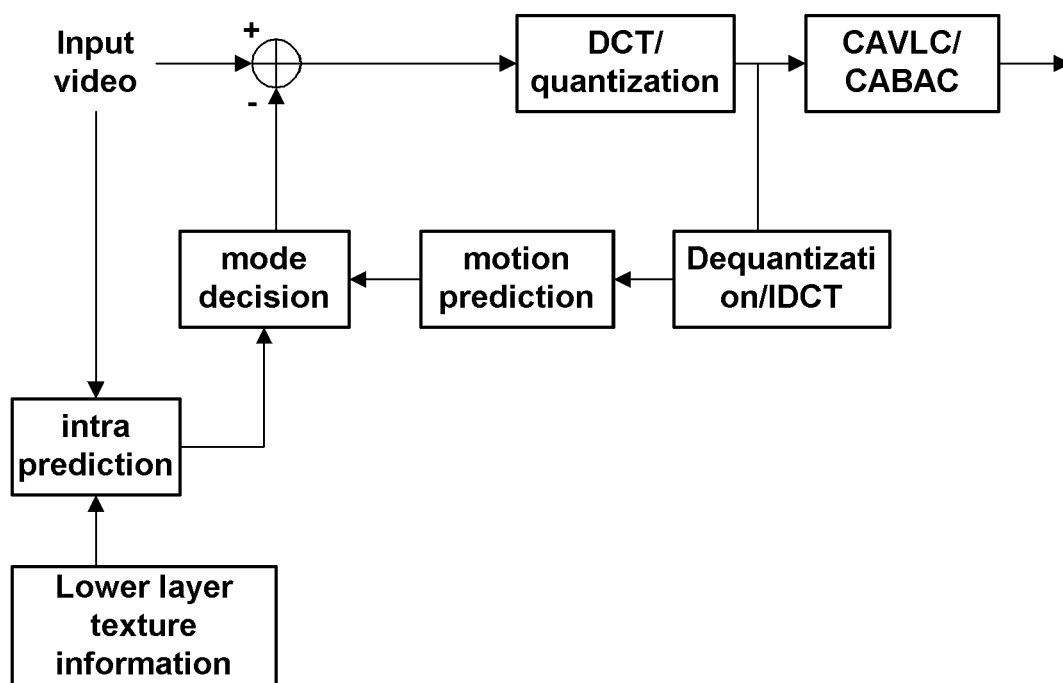 Input
video
+
-
DCT/
quantization
CAVLC/
CABAC
mode
decision
motion
prediction
Dequantizati
on/IDCT
intra
prediction
Lower layer
texture
information